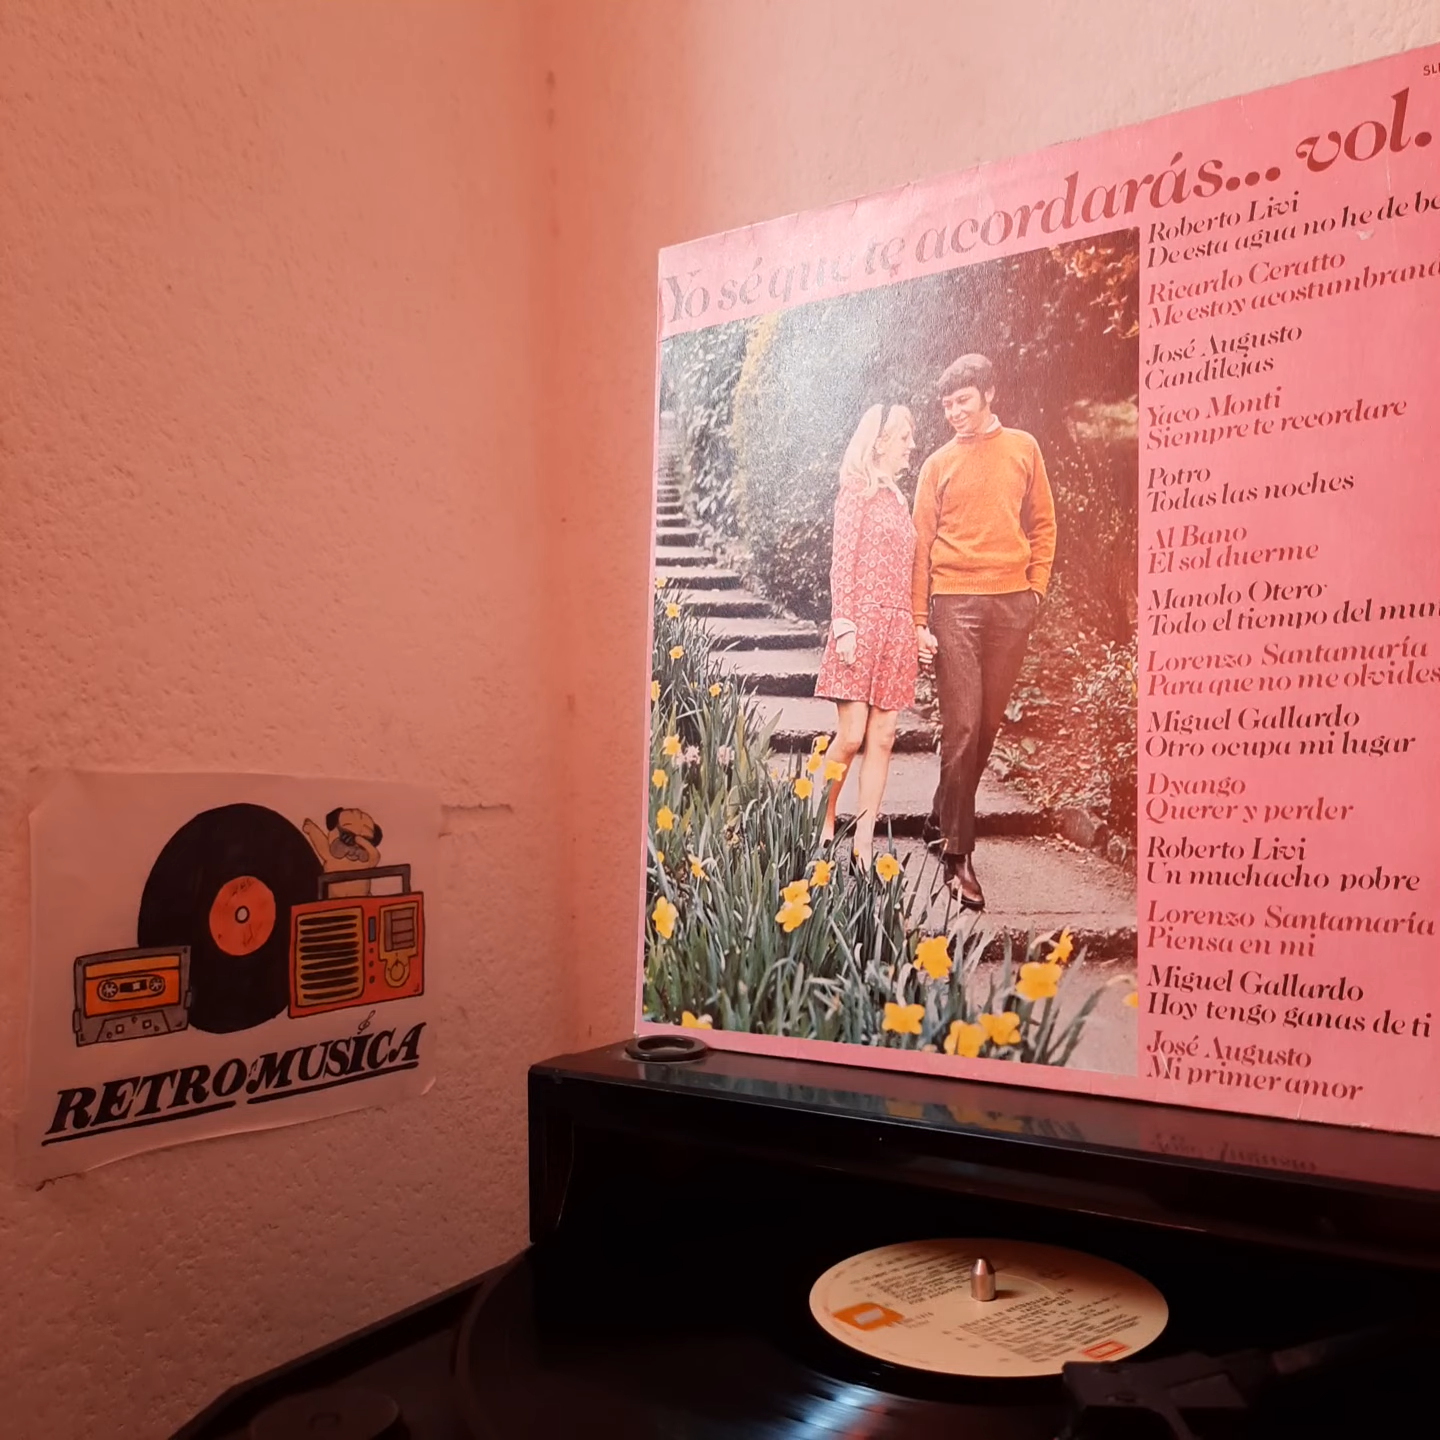 SLE
Yo sé que te acordarás... vol.
Roberto Livi
De esta agua no he de be
Ricardo Ceratto
Me estoy acostumbrand
José Augusto
Candilejas
Yaco Monti
Siempre te recordare
Potro
Todas las noches
Al Bano
El sol duerme
Manolo Otero
Todo el tiempo del mun
Lorenzo Santamaría
Para que no me olvides
Miguel Gallardo
Otro ocupa mi lugar
Dyango
Querer y perder
Roberto Livi
Un muchacho pobre
Lorenzo Santamaría
Piensa en mi
Miguel Gallardo
Hoy tengo ganas de ti
José Augusto
Mi primer amor
RETROMUSICA